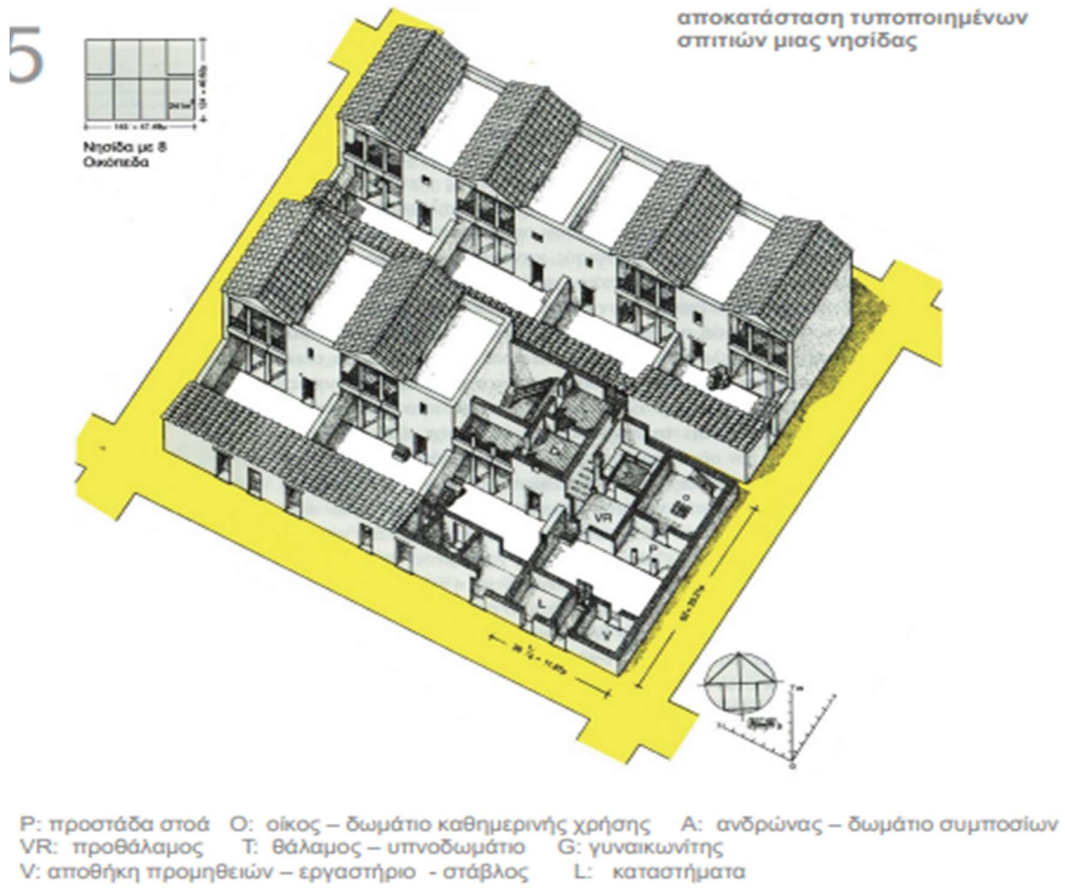 5
αποκατάσταση τυποποιημένων
σπιτιών μιας νησίδας
Νησίδα με 8
Οικόπεδα
VR
P
L
P: προστάδα στοά O: οίκος – δωμάτιο καθημερινής χρήσης A: ανδρώνας – δωμάτιο συμποσίων
VR: προθάλαμος T: θάλαμος – υπνοδωμάτιο G: γυναικωνίτης
V: αποθήκη προμηθειών – εργαστήριο - στάβλος L: καταστήματα